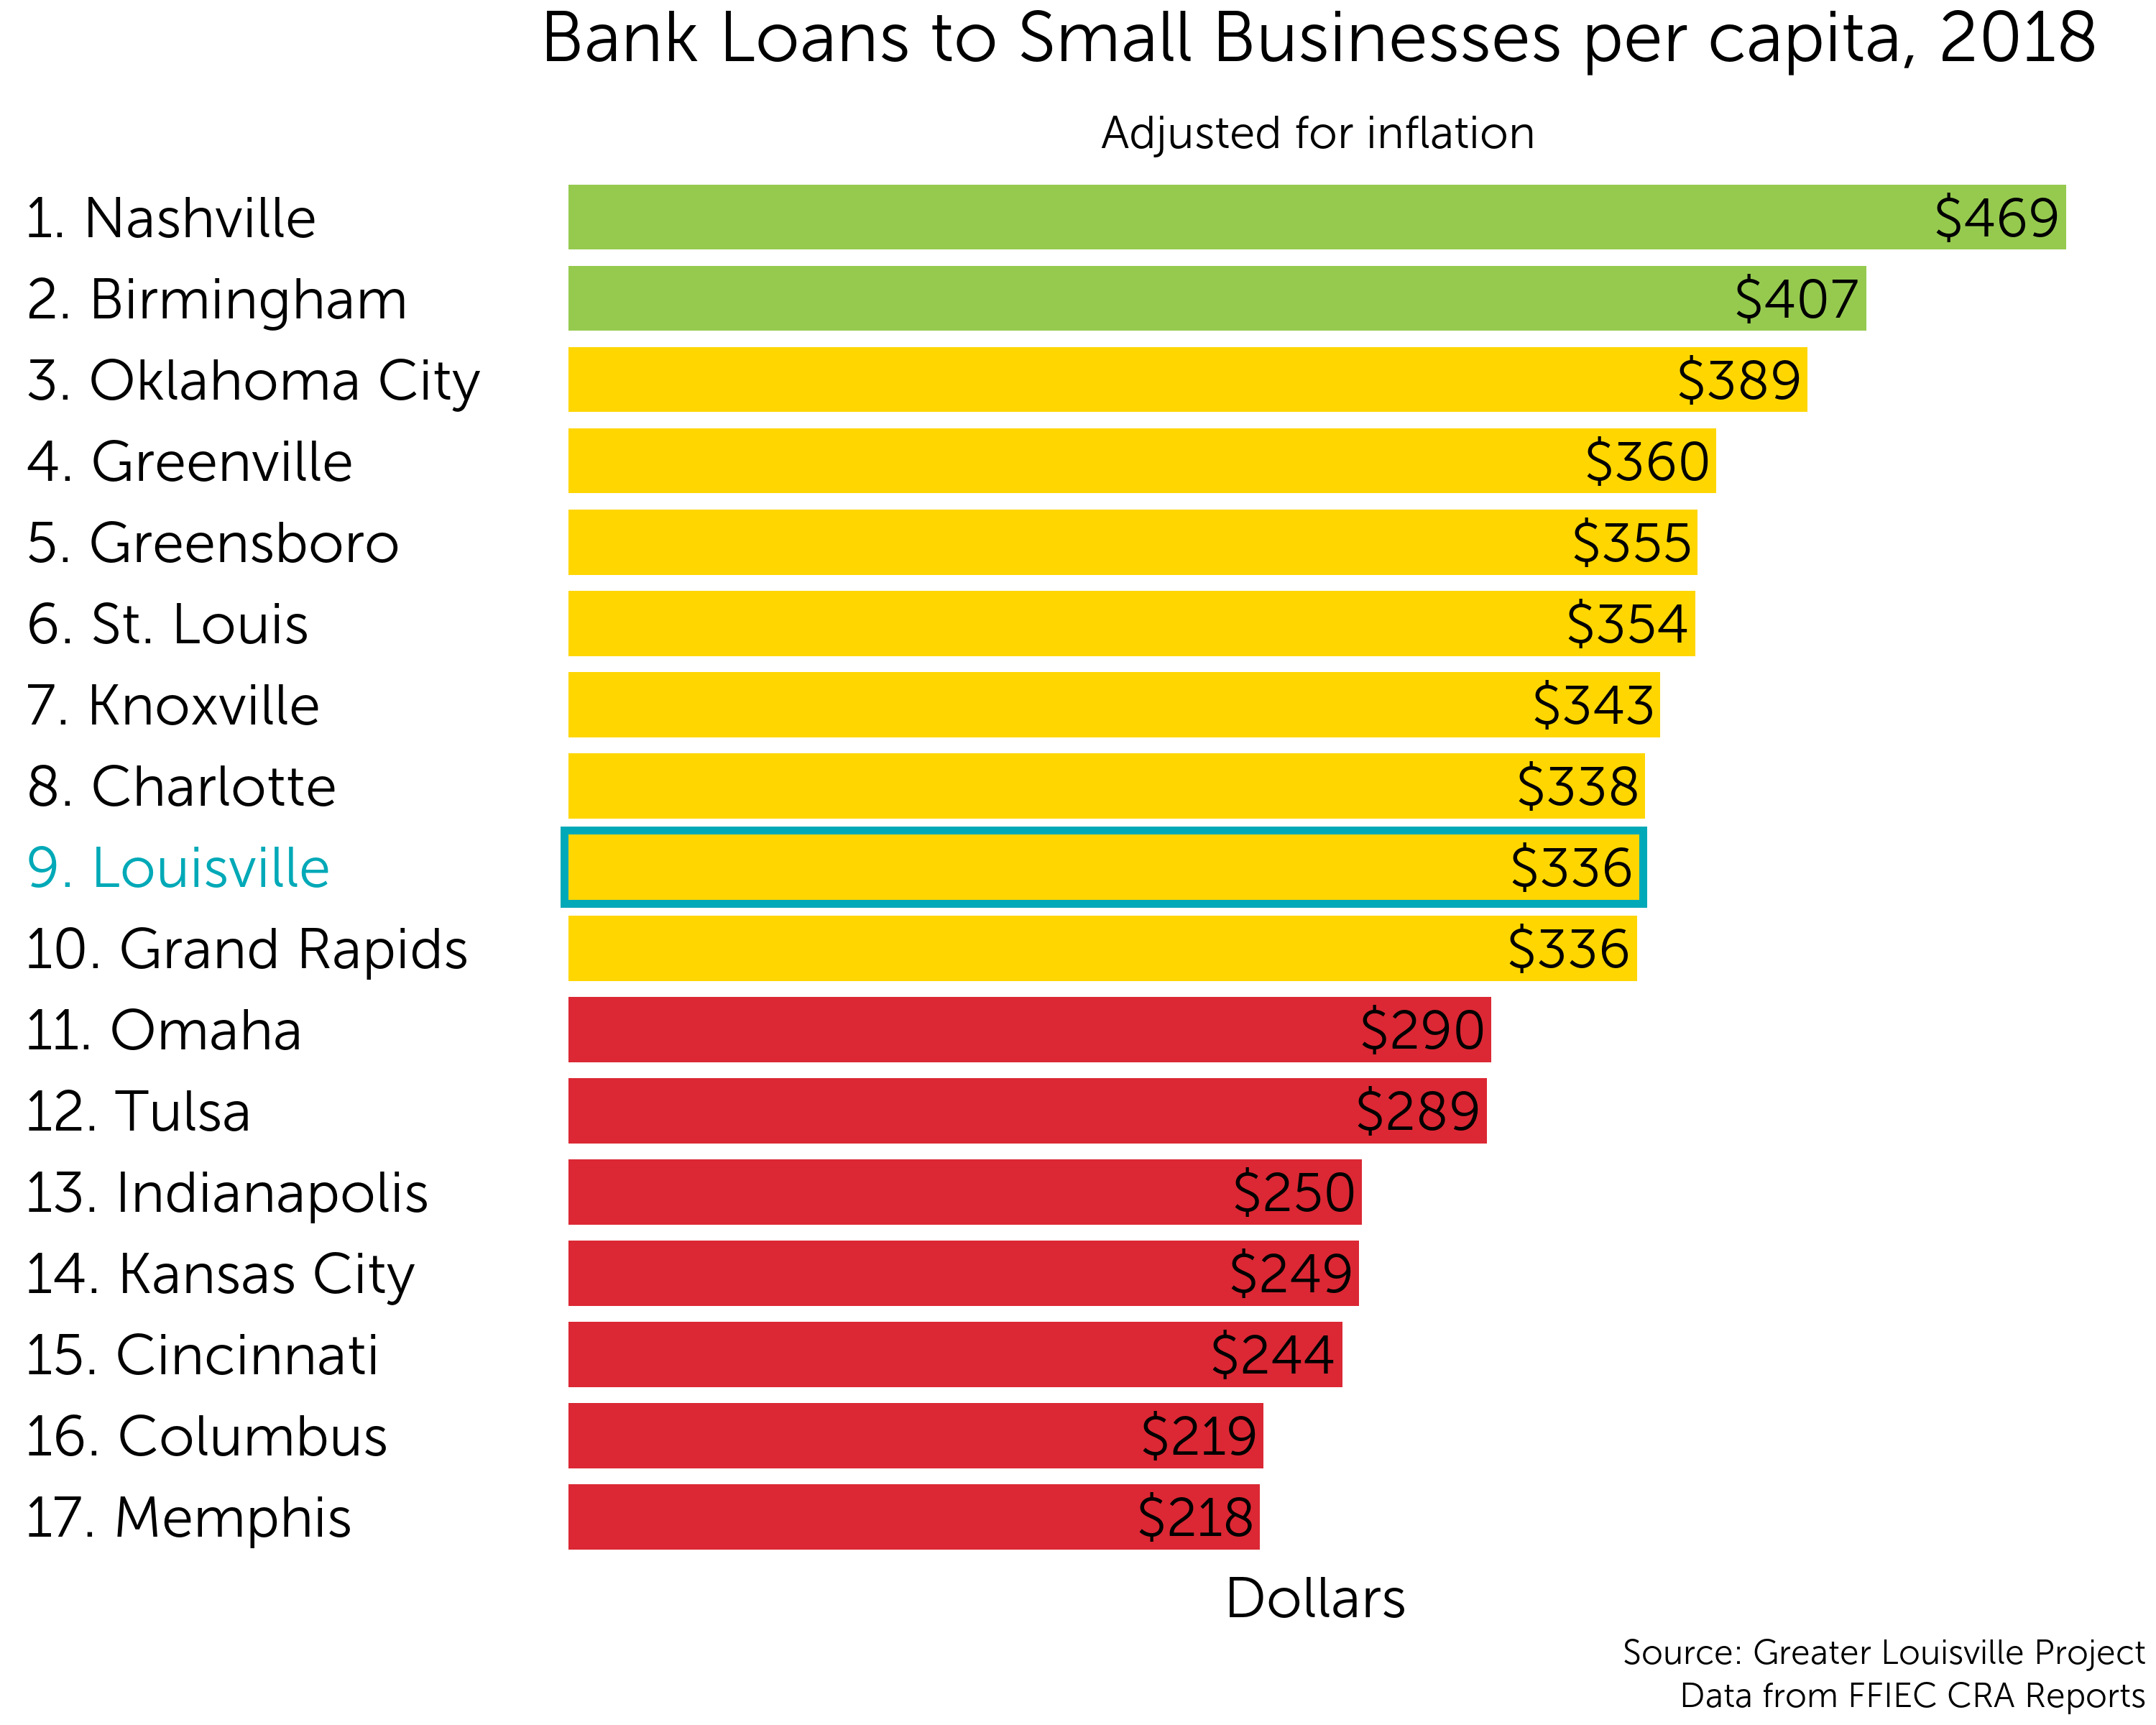 Bank Loans to Small Businesses per capita, 2018
Adjusted for inflation
1. Nashville $469
2. Birmingham $407
3. Oklahoma City $389
4. Greenville $360
5. Greensboro $355
6. St. Louis $354
7. Knoxville $343
8. Charlotte $338
9. Louisville $336
10. Grand Rapids $336
11. Omaha $290
12. Tulsa $289
13. Indianapolis $250
14. Kansas City $249
15. Cincinnati $244
16. Columbus $219
17. Memphis $218
Dollars
Source: Greater Louisville Project
Data from FFIEC CRA Reports